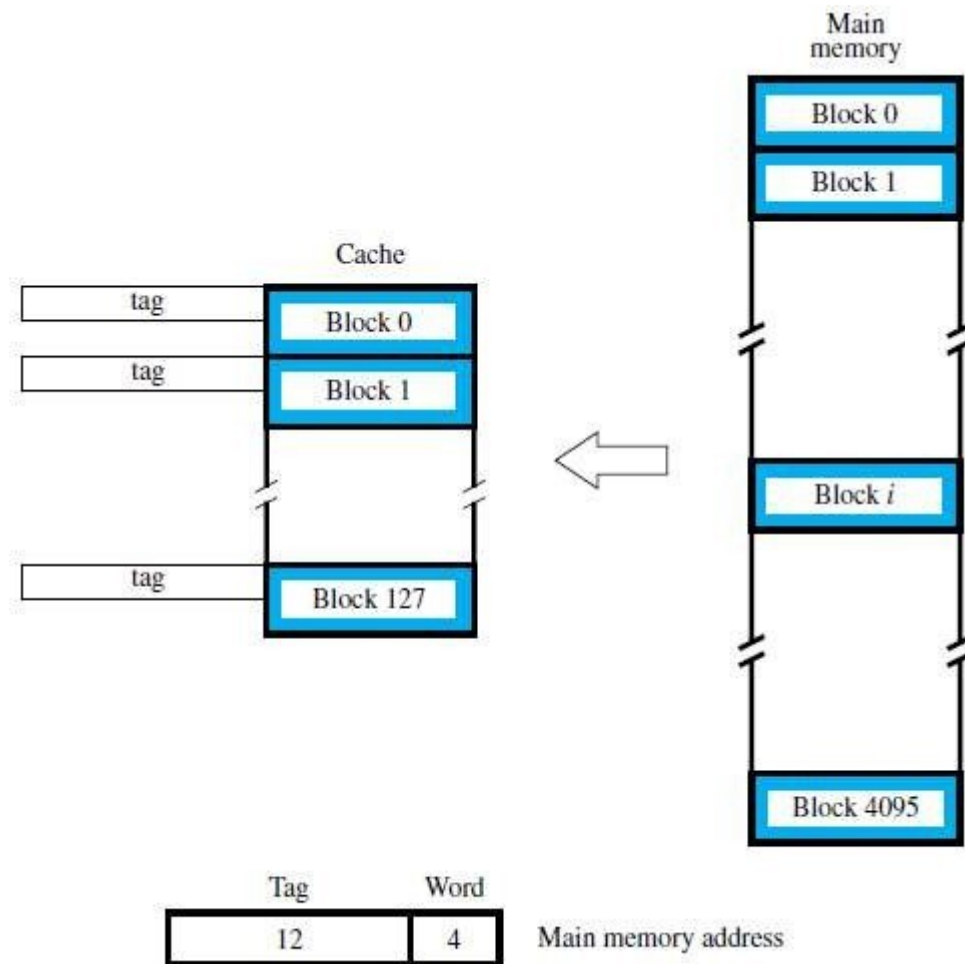 Main
memory
Block 0
Block 1
Cache
tag
Block 0
tag
Block 1
Block i
tag
Block 127
Block 4095
Tag Word
12 4 Main memory address